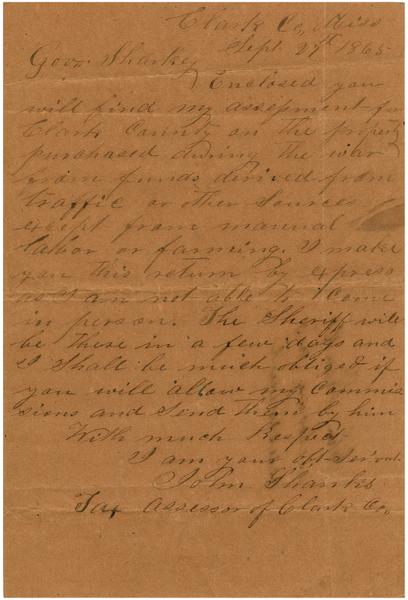 Clark Co, Miss
Sept. 29th 1865
Gov. Sharkey
Enclosed you
will find my assessment for
Clark County on the property
purchased during the war
from funds derived from
traffic or other sources
except from manual
labor or farming. I make
you this return by express
as I am not able to come
in person. The Sheriff will
be there in a few days and
I Shall be much obliged if
you will allow my Commis
sions and send them by him
With much Respect
I am your obt Servt
John Shanks
Tax Assessor of Clark Co,